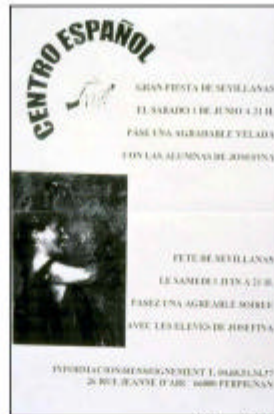 CENTRO ESPAÑOL
GRAN FIESTA DE SEVILLANAS
EL SABADO 1 DE JUNIO A 21 H.
PASE UNA AGRADABLE VELADA
CON LAS ALUMNAS DE JOSEFINA
FETE DE SEVILLANAS
LE SAMEDI 1 JUIN A 21 H.
PASEZ UNA AGREABLE SOIREE
AVEC LES ELEVES DE JOSEFINA
INFORMACION/RENSEIGNEMENT T.
26 RUE JEANNE D'ARC 66000 PERPIGNAN